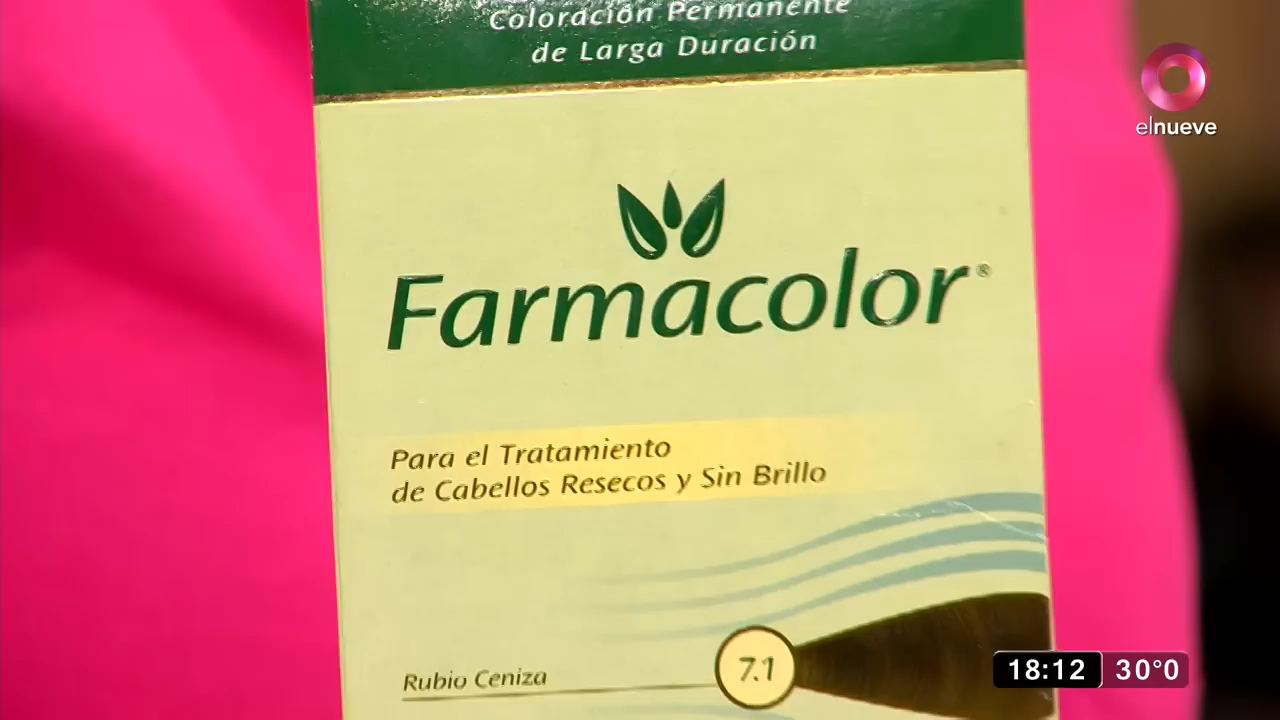 Coloración Permanente
de Larga Duración
elnueve
Farmacolor®
Para el Tratamiento
de Cabellos Resecos y Sin Brillo
Rubio Ceniza
7.1
18:12 30°0